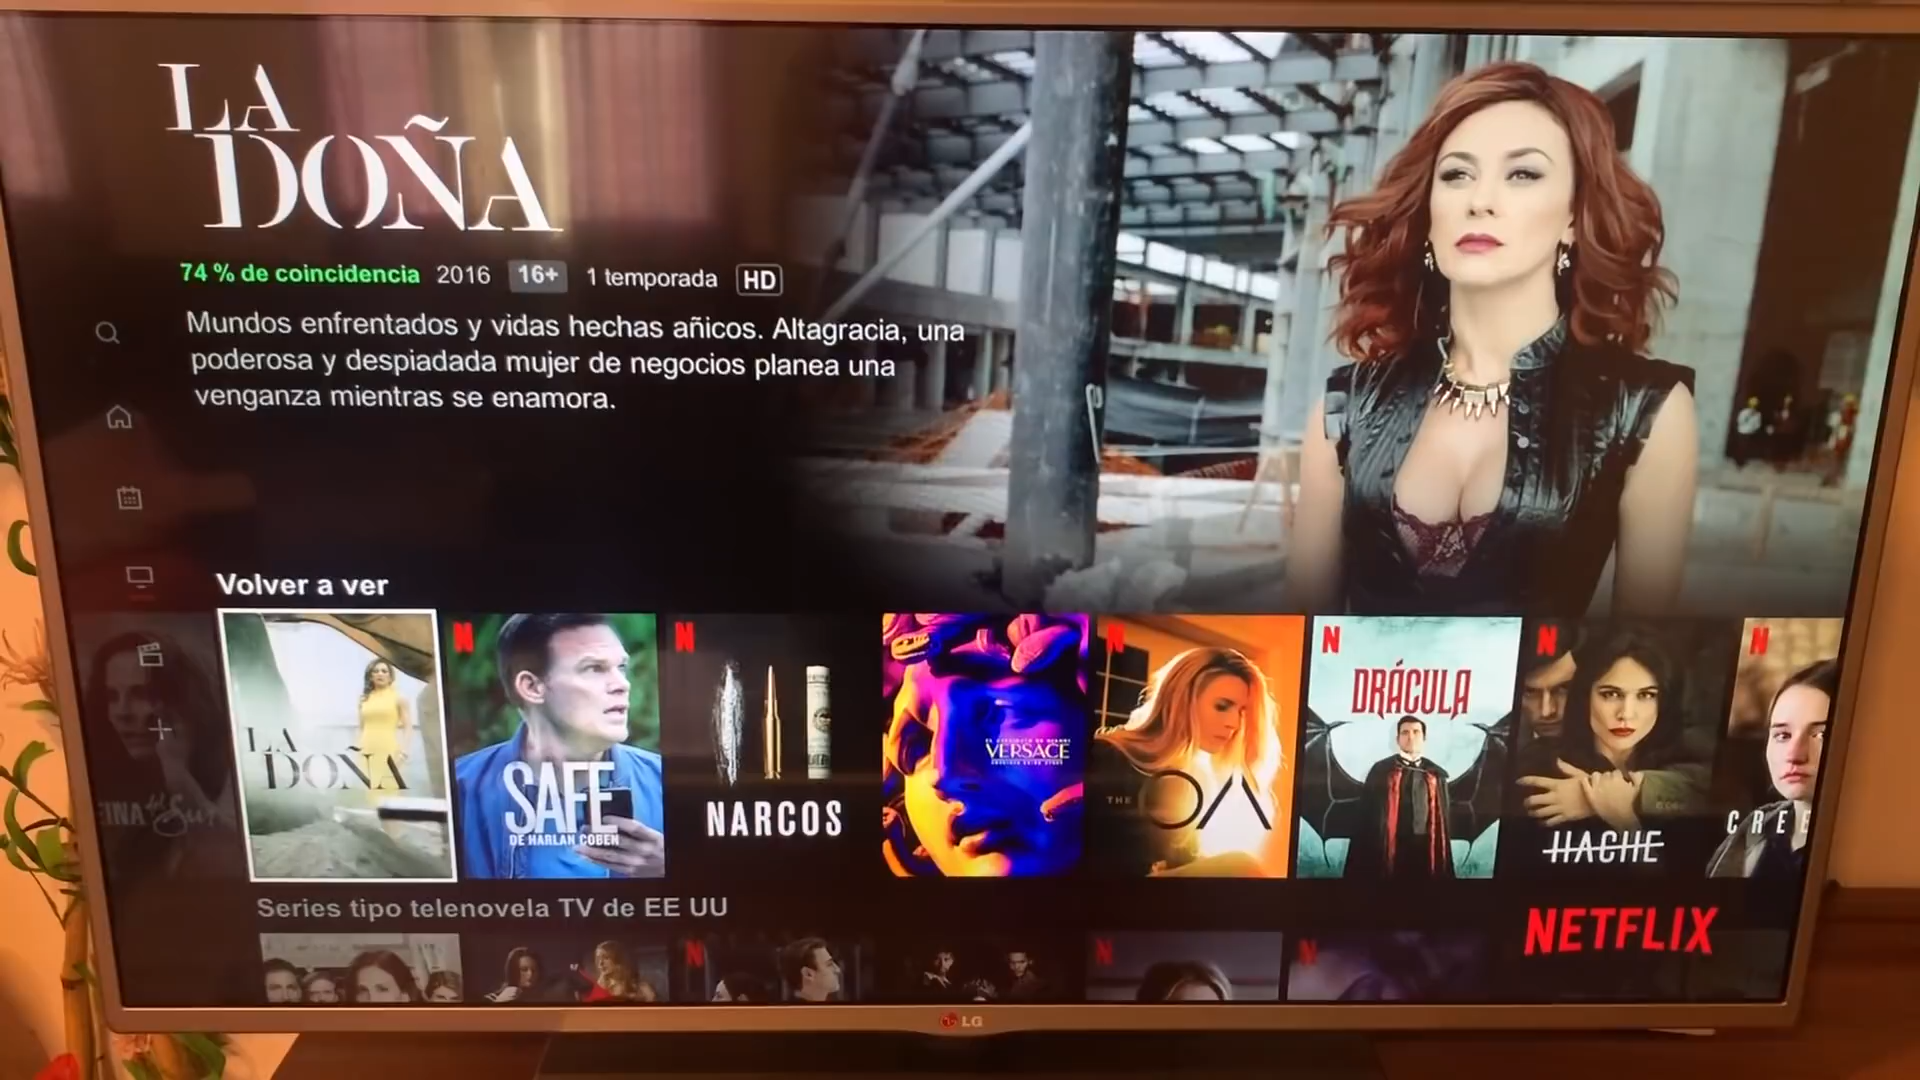 LA
DOÑA
74 % de coincidencia 2016 16+ 1 temporada HD
Mundos enfrentados y vidas hechas añicos. Altagracia, una
poderosa y despiadada mujer de negocios planea una
venganza mientras se enamora.
Volver a ver
LA
DOÑA
N
SAFE
DE HARLAN COBEN
N
NARCOS
VERSACE
N
THE OA
N
DRÁCULA
N
HACHE
N
CREE
Series tipo telenovela TV de EE UU
NETFLIX
N
N
N
LG